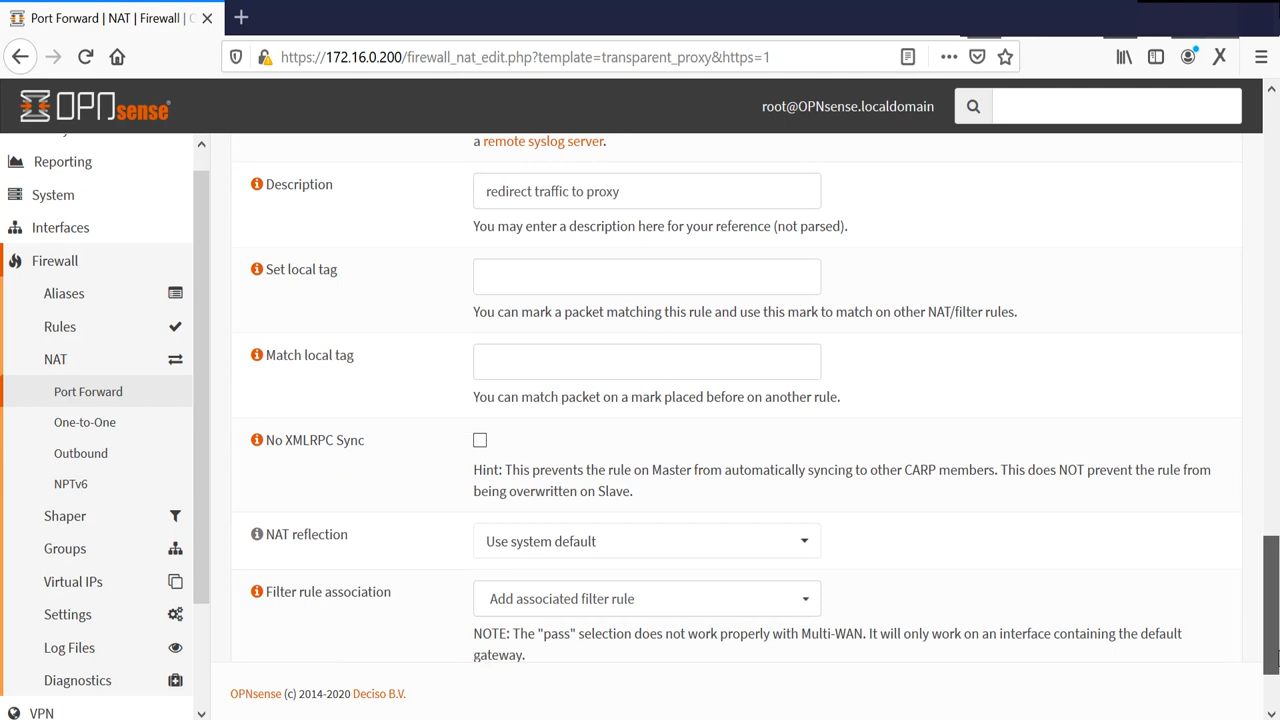 Port Forward | NAT | Firewall |
https://172.16.0.200/firewall_nat_edit.php?template=transparent_proxy&https=1
OPNsense
root@OPNsense.localdomain
Reporting
System
Interfaces
Firewall
Aliases
Rules
NAT
Port Forward
One-to-One
Outbound
NPTv6
Shaper
Groups
Virtual IPs
Settings
Log Files
Diagnostics
VPN
a remote syslog server.
Description
redirect traffic to proxy
You may enter a description here for your reference (not parsed).
Set local tag
You can mark a packet matching this rule and use this mark to match on other NAT/filter rules.
Match local tag
You can match packet on a mark placed before on another rule.
No XMLRPC Sync
Hint: This prevents the rule on Master from automatically syncing to other CARP members. This does NOT prevent the rule from
being overwritten on Slave.
NAT reflection
Use system default
Filter rule association
Add associated filter rule
NOTE: The "pass" selection does not work properly with Multi-WAN. It will only work on an interface containing the default
gateway.
OPNsense (c) 2014-2020 Deciso B.V.